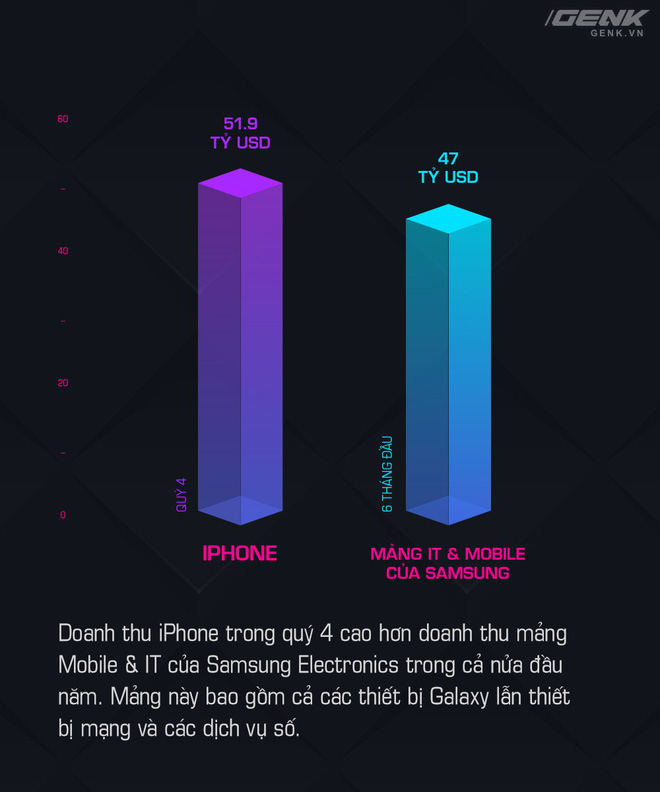 GENK
GENK.VN
60
51.9
TỶ USD
47
TỶ USD
–
40
–
20
–
0
QUÝ 4
6 THÁNG ĐẦU
IPHONE
MẢNG IT & MOBILE
CỦA SAMSUNG
Doanh thu iPhone trong quý 4 cao hơn doanh thu mảng
Mobile & IT của Samsung Electronics trong cả nửa đầu
năm. Mảng này bao gồm cả các thiết bị Galaxy lẫn thiết
bị mạng và các dịch vụ số.